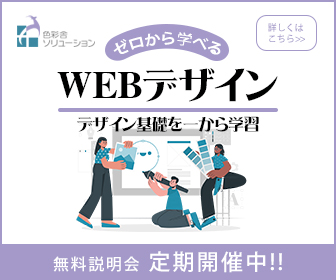 色彩舎
ソリューション
詳しくは
こちら>>
ゼロから学べる
WEBデザイン
デザイン基礎を一から学習
無料説明会 定期開催中!!